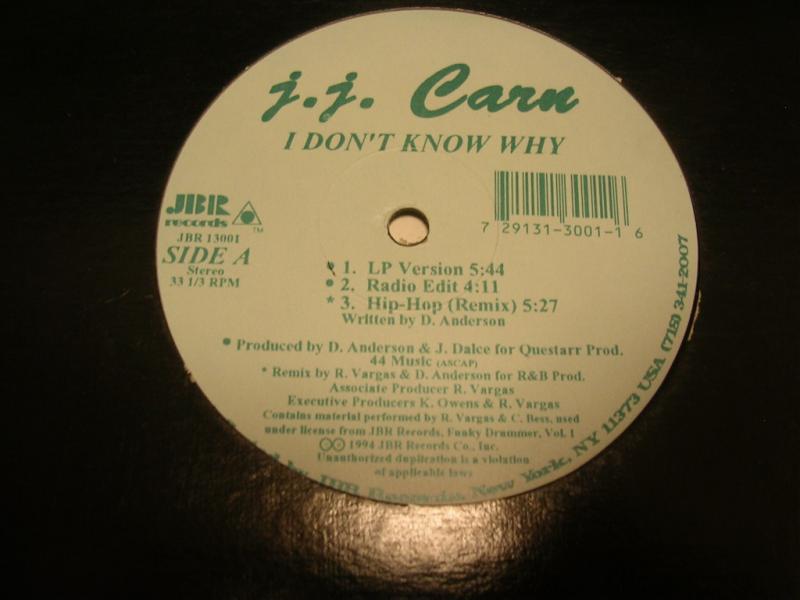 j.j. Carn
I DON'T KNOW WHY
JBR
records
TM
JBR 13001
SIDE A
Stereo
33 1/3 RPM
7 29131-3001-1 6
• 1. LP Version 5:44
• 2. Radio Edit 4:11
* 3. Hip-Hop (Remix) 5:27
Written by D. Anderson
• Produced by D. Anderson & J. Dalce for Questarr Prod.
44 Music (ASCAP)
* Remix by R. Vargas & D. Anderson for R&B Prod.
Associate Producer R. Vargas
Executive Producers K. Owens & R. Vargas
Contains material performed by R. Vargas & C. Bess, used
under license from JBR Records, Funky Drummer, Vol. 1
Ⓟ© 1994 JBR Records Co., Inc.
Unauthorized duplication is a violation
of applicable laws
by JBR Records New York, NY 11373 USA (718) 341-2007